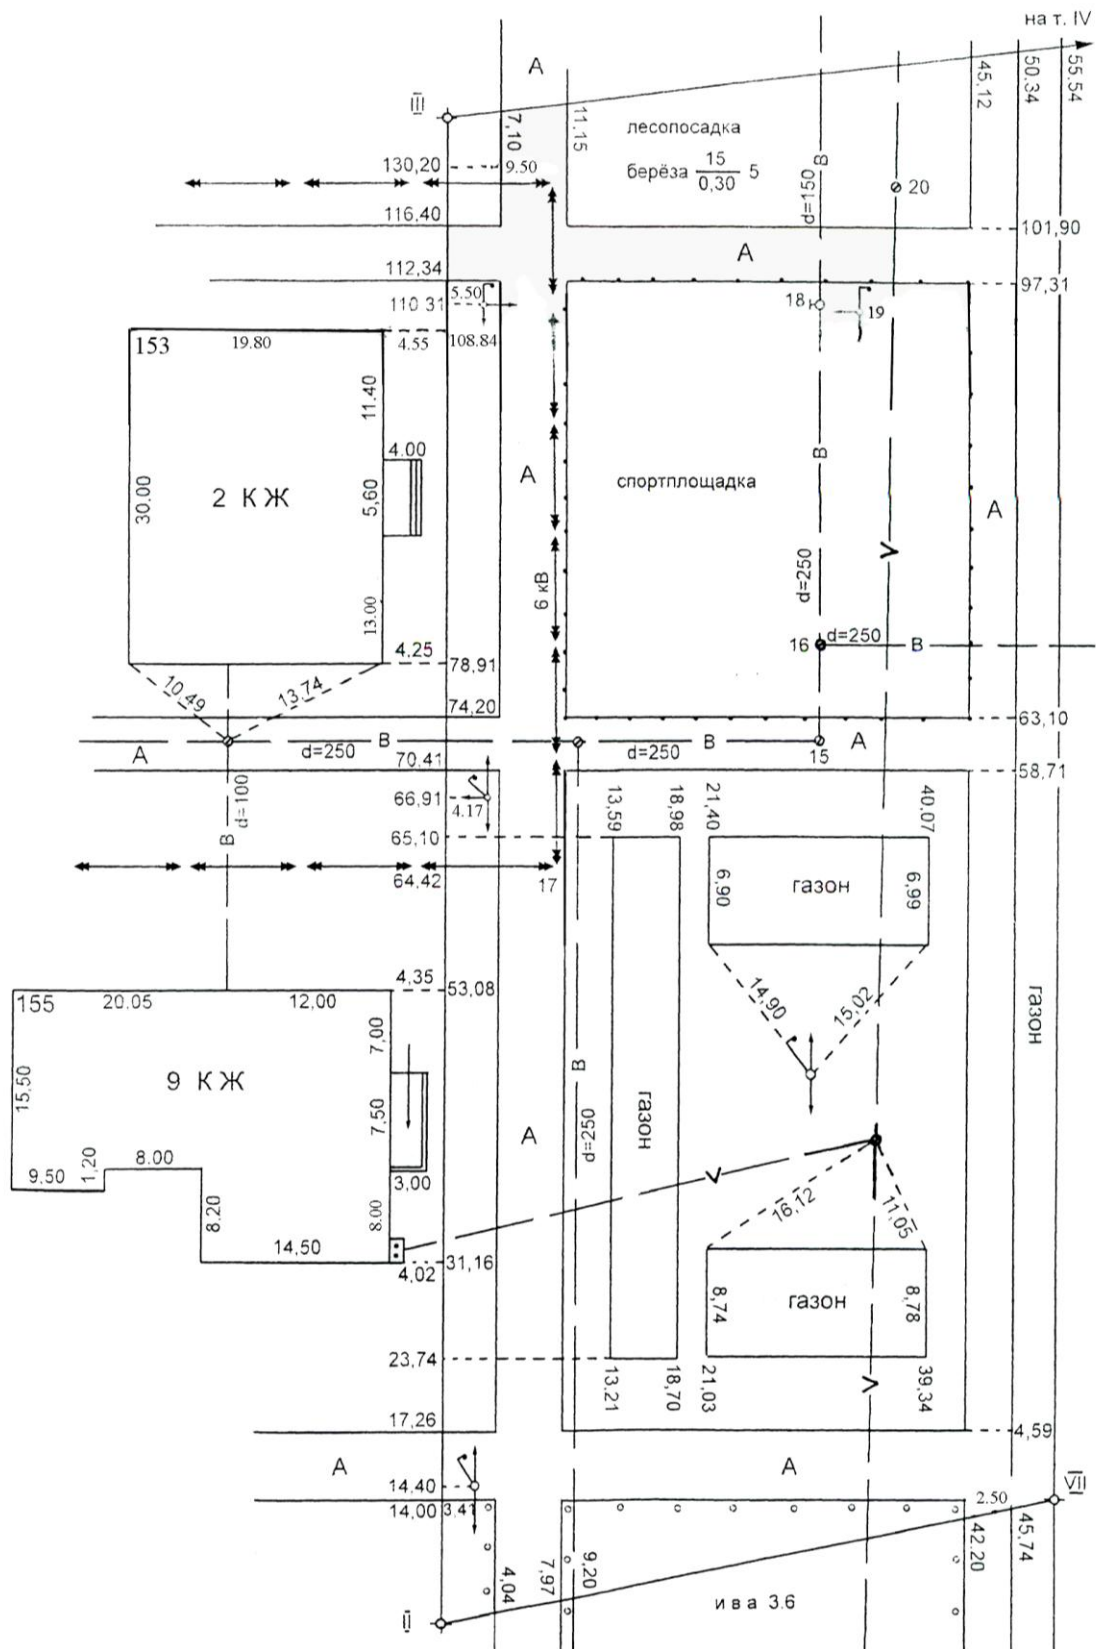 на т. IV
А
III
7,10
11.15
45,12
50.34
55.54
лесопосадка
берёза 15/0,30 5
130,20
9.50
d=150
В
20
116.40
101,90
А
112,34
97,31
5.50
110 31
18
19
153
19.80
4.55
108.84
11.40
4.00
30.00
2 КЖ
5,60
А
спортплощадка
В
А
6 кВ
d=250
13.00
4,25
78,91
16
d=250
В
10.49
13.74
74,20
63,10
А
d=250
В
d=250
В
15
А
70.41
58,71
d=100
В
66,91
4.17
65,10
13,59
18,98
21,40
40.07
64.42
17
6,90
газон
6,99
4,35
53,08
155
20.05
12,00
14,90
15,02
газон
7,00
9 КЖ
15.50
7,50
В
d=250
газон
А
8.00
1,20
9.50
3,00
8,20
8.00
16,12
11,05
14,50
4,02
31,16
8,74
газон
8,78
23,74
13.21
18,70
21,03
39,34
17,26
4,59
А
А
14.40
14,00
3.41
2.50
VII
4,04
7,97
9,20
42.20
45,74
II
ива 3.6